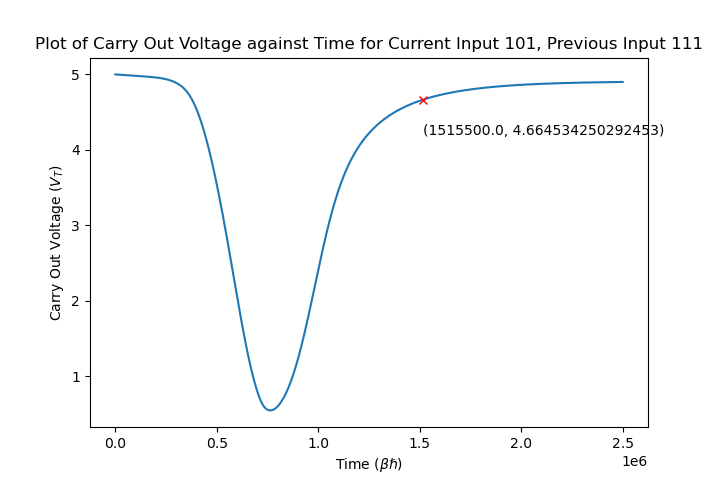 Plot of Carry Out Voltage against Time for Current Input 101, Previous Input 111
5
4
3
2
1
Carry Out Voltage (V_T)
(1515500.0, 4.664534250292453)
0.0 0.5 1.0 1.5 2.0 2.5
1e6
Time (βℏ)